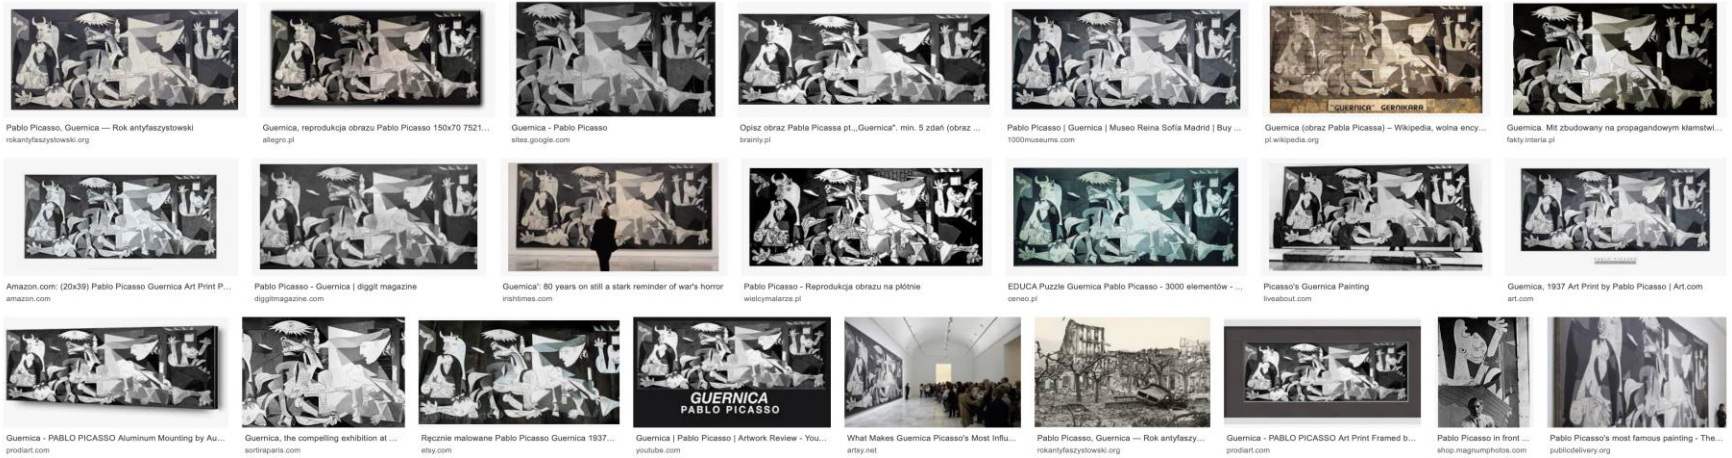 Pablo Picasso, Guernica — Rok antyfaszystowski
rokantyfaszystowski.org
Guernica, reprodukcja obrazu Pablo Picasso 150x70 7521...
allegro.pl
Guernica - Pablo Picasso
sites.google.com
Opisz obraz Pabla Picassa pt.,,Guernica". min. 5 zdań (obraz ...
brainly.pl
Pablo Picasso | Guernica | Museo Reina Sofía Madrid | Buy ...
1000museums.com
"GUERNICA" GERNIKARA
Guernica (obraz Pabla Picassa) – Wikipedia, wolna ency...
pl.wikipedia.org
Guernica. Mit zbudowany na propagandowym kłamstwi...
fakty.interia.pl
Amazon.com: (20x39) Pablo Picasso Guernica Art Print P...
amazon.com
Pablo Picasso - Guernica | diggit magazine
diggitmagazine.com
Guernica': 80 years on still a stark reminder of war's horror
irishtimes.com
Pablo Picasso - Reprodukcja obrazu na płótnie
wielcymalarze.pl
EDUCA Puzzle Guernica Pablo Picasso - 3000 elementów - ...
ceneo.pl
Picasso's Guernica Painting
liveabout.com
PABLO PICASSO
Guernica, 1937 Art Print by Pablo Picasso | Art.com
art.com
Guernica - PABLO PICASSO Aluminum Mounting by Au...
prodiart.com
Guernica, the compelling exhibition at ...
sortiraparis.com
Ręcznie malowane Pablo Picasso Guernica 1937...
etsy.com
GUERNICA
PABLO PICASSO
Guernica | Pablo Picasso | Artwork Review - You...
youtube.com
What Makes Guernica Picasso's Most Influ...
artsy.net
Pablo Picasso, Guernica — Rok antyfaszy...
rokantyfaszystowski.org
Guernica - PABLO PICASSO Art Print Framed b...
prodiart.com
Pablo Picasso in front ...
shop.magnumphotos.com
Pablo Picasso's most famous painting - The...
publicdelivery.org